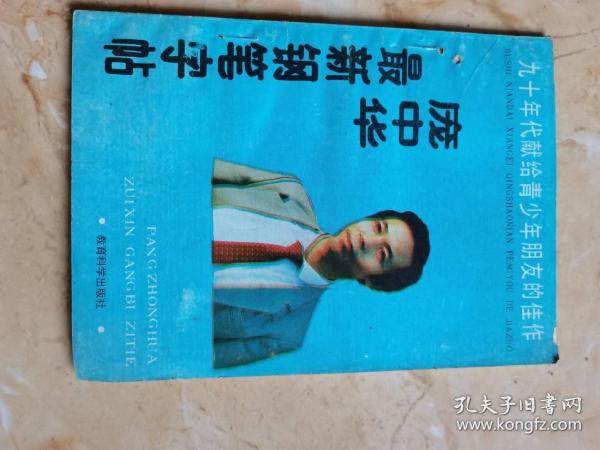 九十年代献给青少年朋友的佳作
JIUSHI NIANDAI XIANGEI QINGSHAONIAN PENGYOU DE JIAZUO
庞中华
最新钢笔字帖
PANG ZHONGHUA
ZUIXIN GANGBI ZITIE
• 教育科学出版社 •
孔夫子旧书网
www.kongfz.com